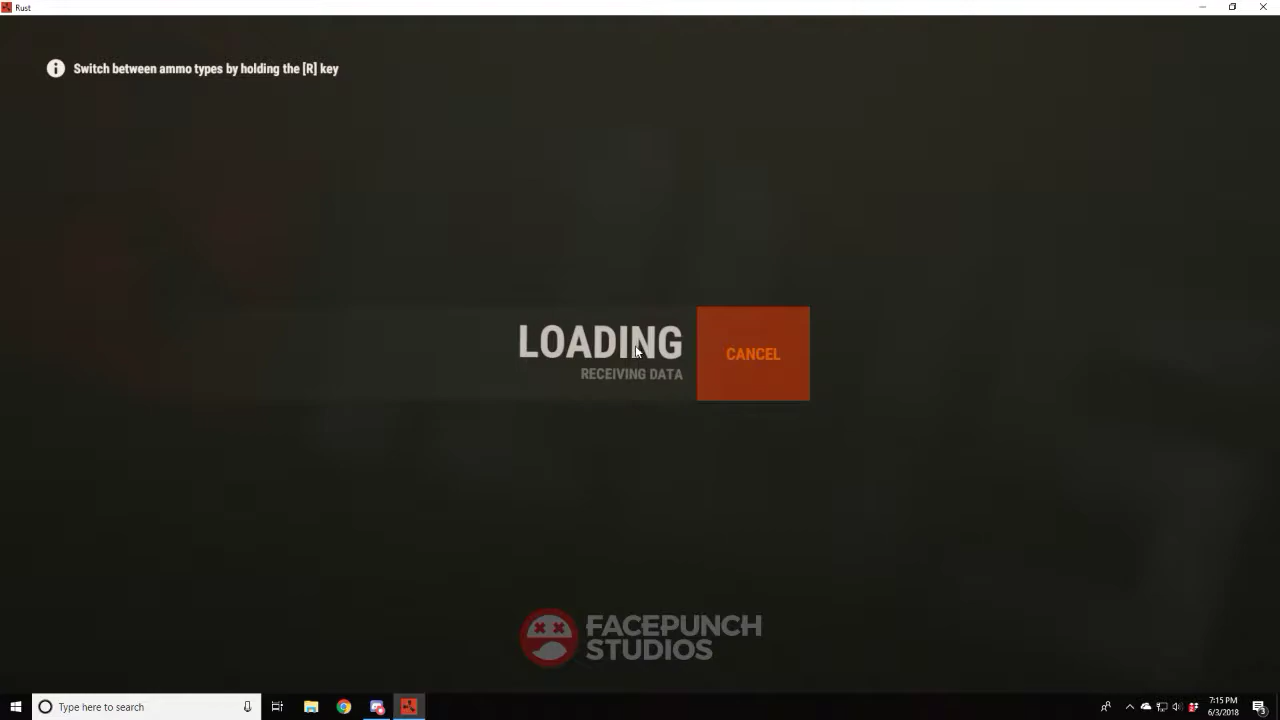 Rust
Switch between ammo types by holding the [R] key
LOADING
RECEIVING DATA
CANCEL
FACEPUNCH
STUDIOS
Type here to search
7:15 PM
6/3/2018
3